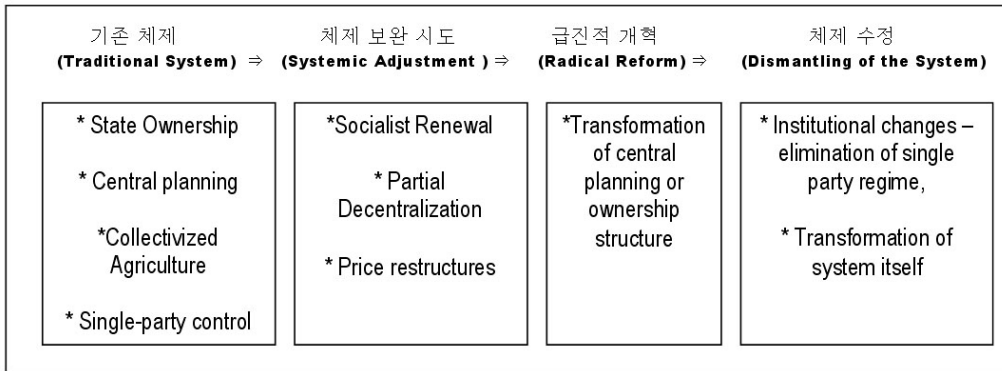 기존 체제
(Traditional System) ⇒
체제 보완 시도
(Systemic Adjustment ) ⇒
급진적 개혁
(Radical Reform) ⇒
체제 수정
(Dismantling of the System)
* State Ownership
* Central planning
*Collectivized
Agriculture
* Single-party control
*Socialist Renewal
* Partial
Decentralization
* Price restructures
*Transformation
of central
planning or
ownership
structure
* Institutional changes –
elimination of single
party regime,
* Transformation of
system itself